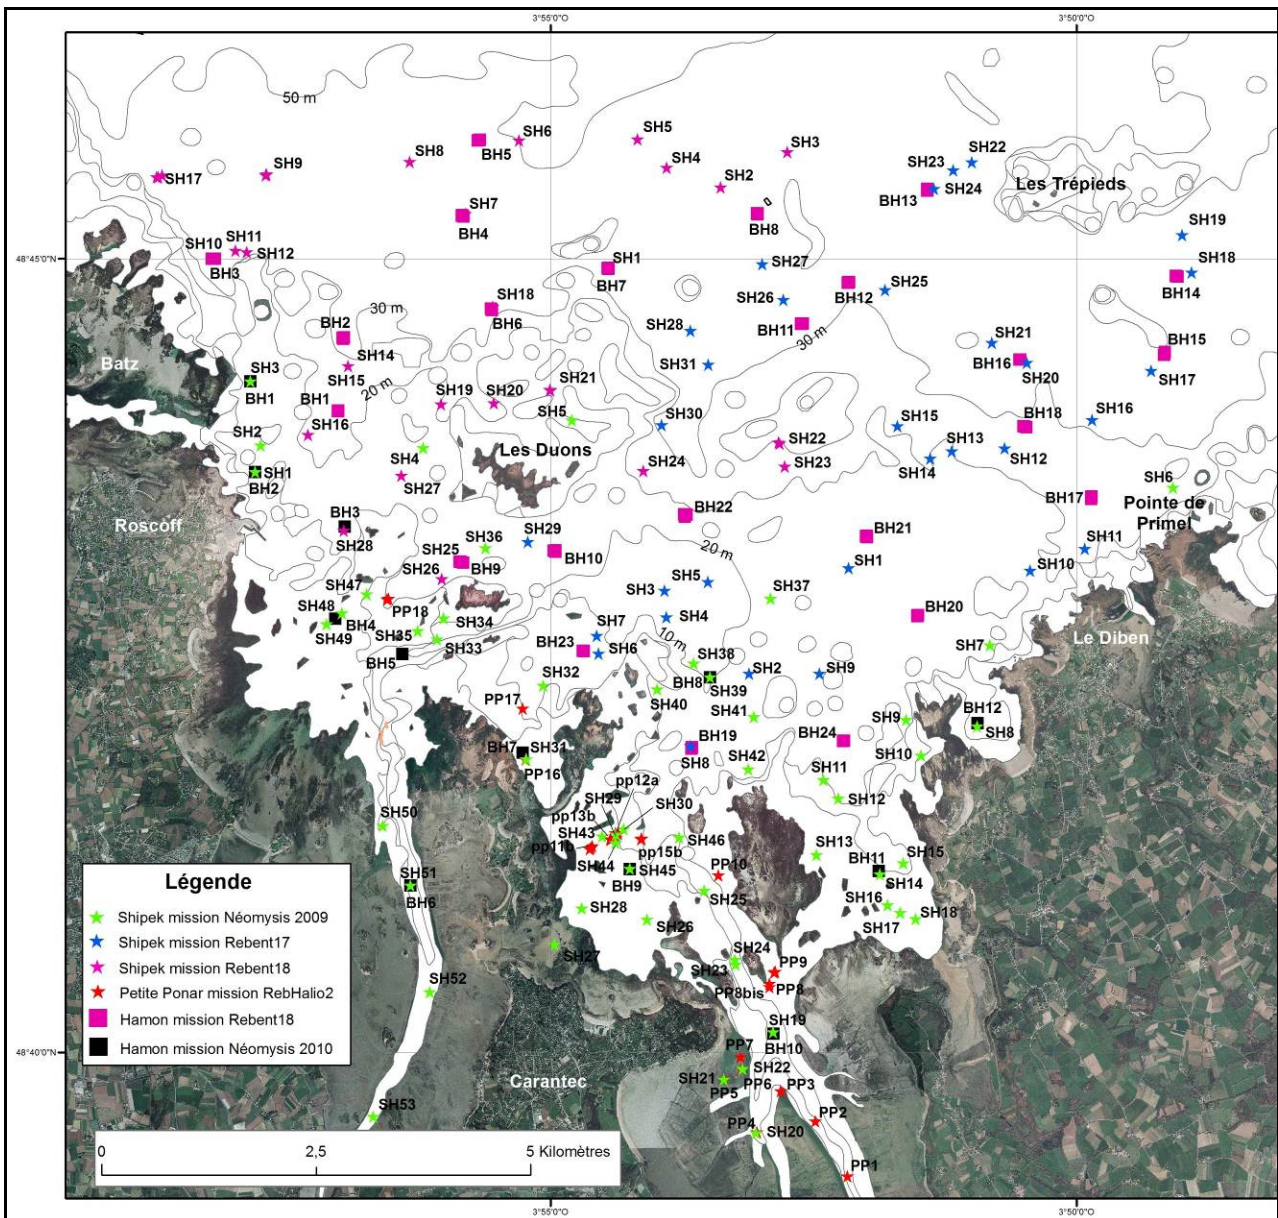 3°55'0"O
3°50'0"O
50 m
SH6
SH5
BH5
SH8
SH4
SH3
SH22
SH23
SH9
SH17
SH2
BH13
SH24
Les Trépieds
SH7
BH4
BH8
SH19
SH10
SH11
SH12
BH3
48°45'0"N
48°45'0"N
SH1
BH7
SH27
SH18
BH14
SH26
BH12
SH25
30 m
SH18
BH6
BH2
SH28
BH11
30 m
SH21
BH15
Batz
SH14
SH31
BH16
SH20
SH17
SH3
BH1
SH15
20 m
BH1
SH19
SH20
SH21
SH5
SH30
SH15
BH18
SH16
SH2
SH16
SH4
Les Duons
SH22
SH13
SH14
SH12
SH1
BH2
SH27
SH24
SH23
SH6
BH17
Pointe de
Primel
Roscoff
BH3
SH28
BH22
BH21
SH36
SH29
20 m
SH25
BH9
BH10
SH11
SH26
SH1
SH10
SH47
PP18
SH3
SH5
SH37
SH48
BH4
SH49
SH35
SH34
SH33
SH4
BH20
SH7
BH23
SH6
10 m
Le Diben
SH7
BH5
SH38
BH8
SH39
SH2
SH9
SH32
SH40
PP17
SH41
SH9
BH12
SH8
BH7
SH31
PP16
BH19
SH8
BH24
SH10
SH42
SH11
pp12a
SH29
SH30
SH12
pp13b
SH43
pp11b
SH44
pp15b
SH46
SH50
BH9
SH45
PP10
SH13
BH11
SH15
SH14
SH51
BH6
SH25
SH28
SH26
SH16
SH17
SH18
SH27
SH24
SH23
PP9
PP8bis
PP8
SH52
SH19
BH10
48°40'0"N
48°40'0"N
PP7
SH22
SH21
PP5
PP6
PP3
Carantec
PP2
PP4
SH20
SH53
PP1
Légende
Shipek mission Néomysis 2009
Shipek mission Rebent17
Shipek mission Rebent18
Petite Ponar mission RebHalio2
Hamon mission Rebent18
Hamon mission Néomysis 2010
0
2,5
5 Kilomètres
3°55'0"O
3°50'0"O